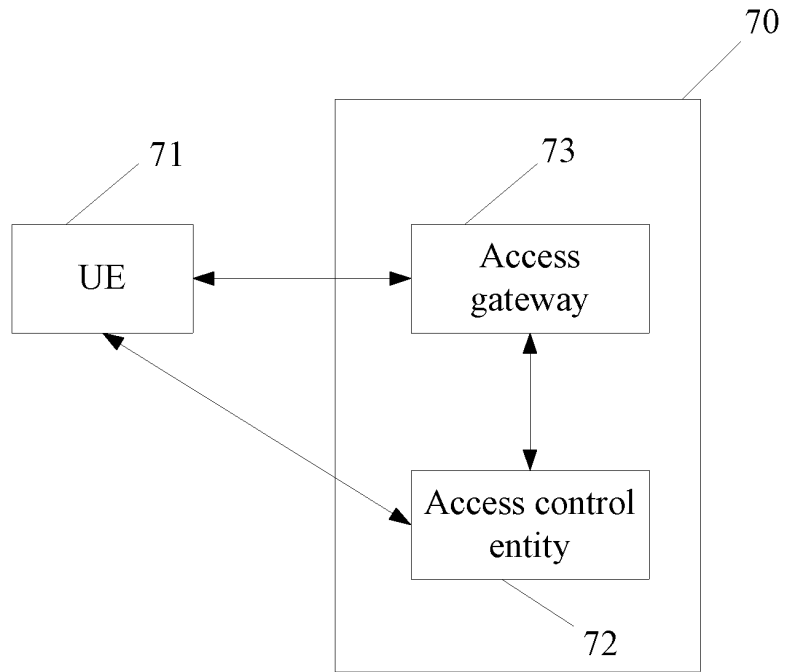 70
71
73
UE
Access
gateway
Access control
entity
72